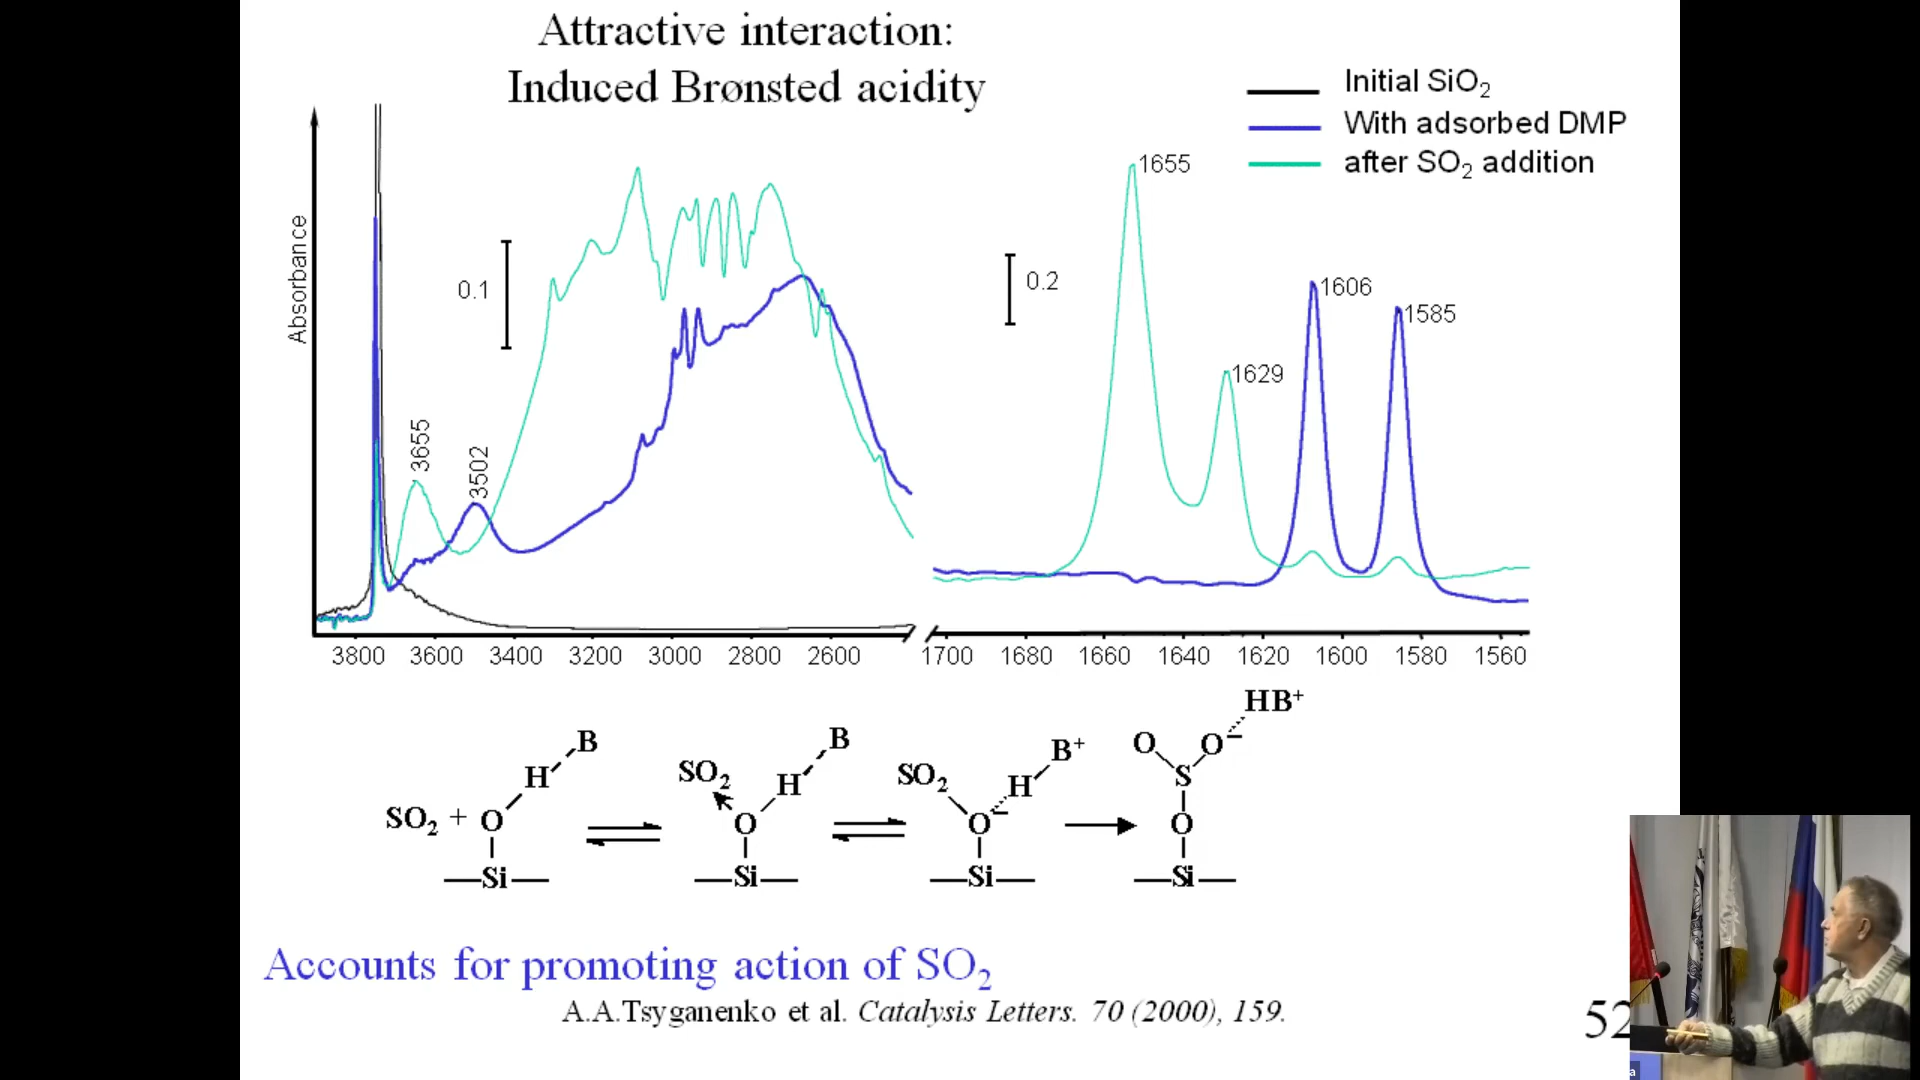 Attractive interaction:
Induced Brønsted acidity
Initial SiO₂
With adsorbed DMP
after SO₂ addition
Absorbance
0.1
3655
3502
0.2
1655
1629
1606
1585
3800 3600 3400 3200 3000 2800 2600 1700 1680 1660 1640 1620 1600 1580 1560
SO₂ + O H B Si
SO₂ O H B Si
SO₂ O⁻ H B⁺ Si
O S O⁻ HB⁺ O Si
Accounts for promoting action of SO₂
A.A.Tsyganenko et al. Catalysis Letters. 70 (2000), 159.
52
a